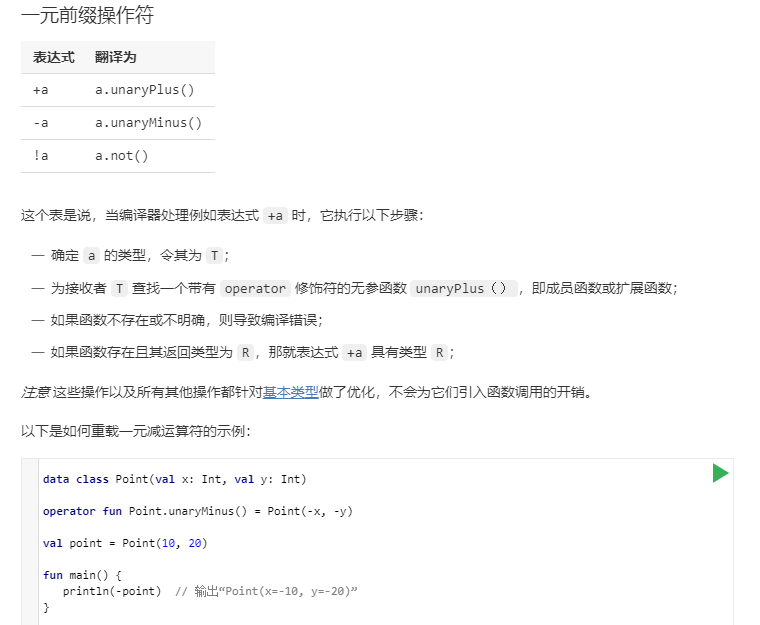 一元前缀操作符
表达式 翻译为
+a a.unaryPlus()
-a a.unaryMinus()
!a a.not()
这个表是说，当编译器处理例如表达式 +a 时，它执行以下步骤：
— 确定 a 的类型，令其为 T；
— 为接收者 T 查找一个带有 operator 修饰符的无参函数 unaryPlus（），即成员函数或扩展函数；
— 如果函数不存在或不明确，则导致编译错误；
— 如果函数存在且其返回类型为 R，那就表达式 +a 具有类型 R；
注意 这些操作以及所有其他操作都针对基本类型做了优化，不会为它们引入函数调用的开销。
以下是如何重载一元减运算符的示例：
data class Point(val x: Int, val y: Int)
operator fun Point.unaryMinus() = Point(-x, -y)
val point = Point(10, 20)
fun main() {
println(-point) // 输出“Point(x=-10, y=-20)”
}